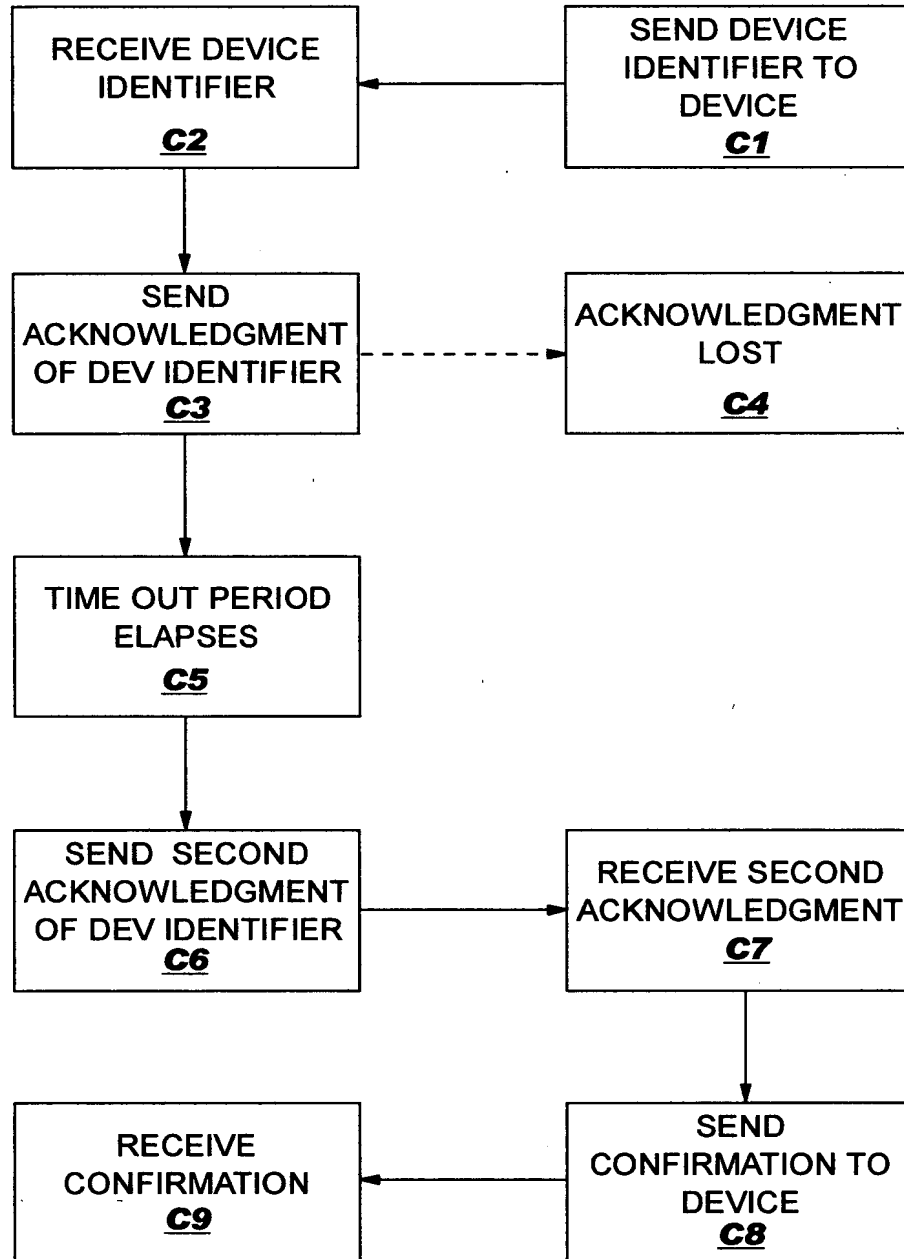 RECEIVE DEVICE
IDENTIFIER
C2
SEND DEVICE
IDENTIFIER TO
DEVICE
C1
SEND
ACKNOWLEDGMENT
OF DEV IDENTIFIER
C3
ACKNOWLEDGMENT
LOST
C4
TIME OUT PERIOD
ELAPSES
C5
SEND SECOND
ACKNOWLEDGMENT
OF DEV IDENTIFIER
C6
RECEIVE SECOND
ACKNOWLEDGMENT
C7
RECEIVE
CONFIRMATION
C9
SEND
CONFIRMATION TO
DEVICE
C8